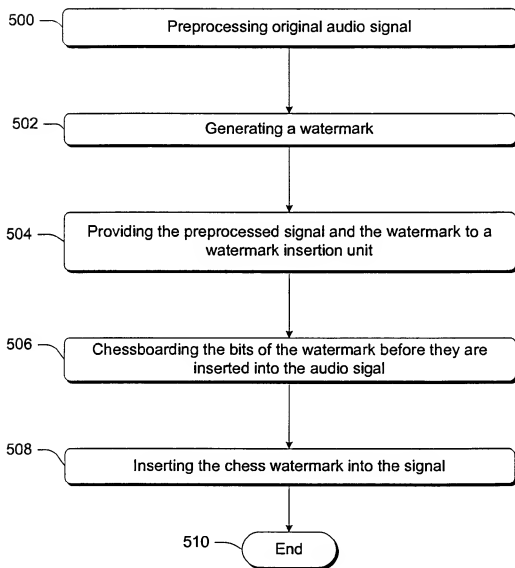 500
Preprocessing original audio signal
502
Generating a watermark
504
Providing the preprocessed signal and the watermark to a
watermark insertion unit
506
Chessboarding the bits of the watermark before they are
inserted into the audio sigal
508
Inserting the chess watermark into the signal
510
End